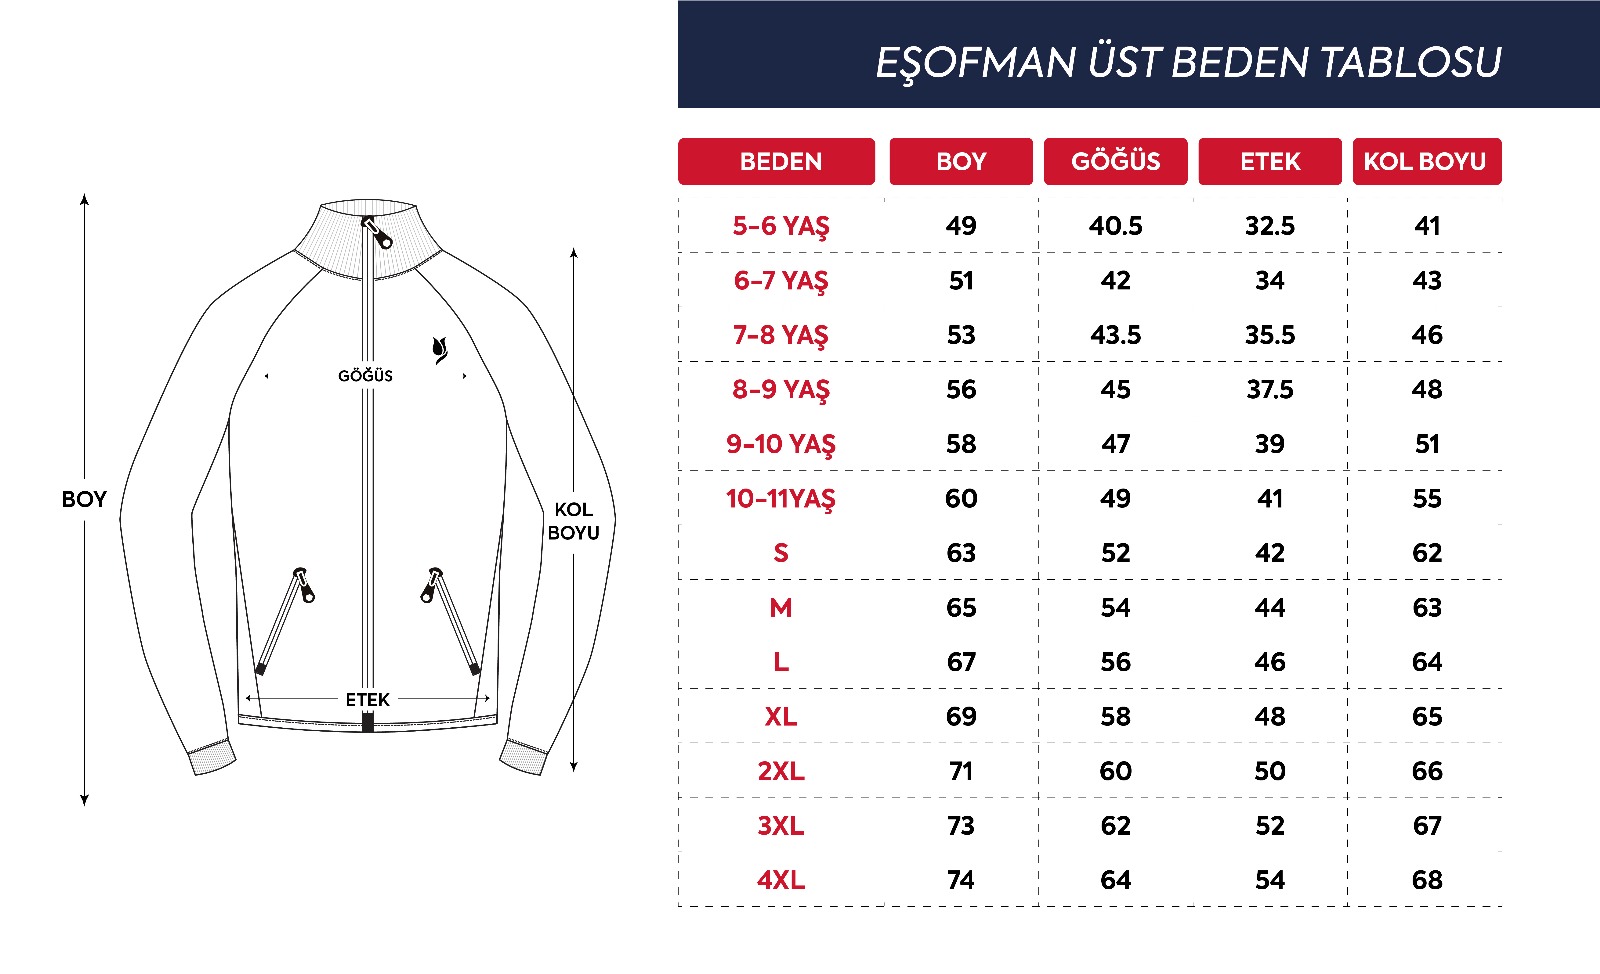 EŞOFMAN ÜST BEDEN TABLOSU
BEDEN BOY GÖĞÜS ETEK KOL BOYU
5-6 YAŞ 49 40.5 32.5 41
6-7 YAŞ 51 42 34 43
7-8 YAŞ 53 43.5 35.5 46
8-9 YAŞ 56 45 37.5 48
9-10 YAŞ 58 47 39 51
10-11YAŞ 60 49 41 55
S 63 52 42 62
M 65 54 44 63
L 67 56 46 64
XL 69 58 48 65
2XL 71 60 50 66
3XL 73 62 52 67
4XL 74 64 54 68
GÖĞÜS
BOY
KOL
BOYU
ETEK